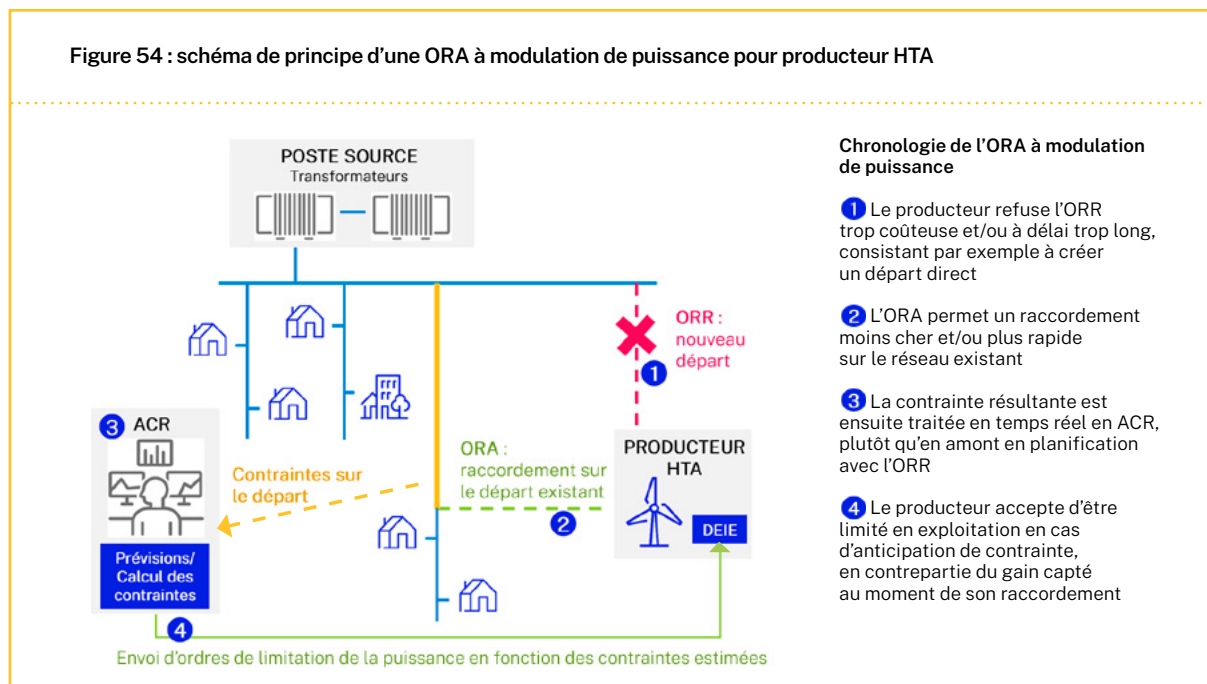 Figure 54 : schéma de principe d’une ORA à modulation de puissance pour producteur HTA
POSTE SOURCE
Transformateurs
ORR :
nouveau
départ
1
3 ACR
Prévisions/
Calcul des
contraintes
Contraintes sur
le départ
ORA :
raccordement sur
le départ existant
2
PRODUCTEUR
HTA
DEIE
4
Envoi d'ordres de limitation de la puissance en fonction des contraintes estimées
Chronologie de l’ORA à modulation
de puissance
1 Le producteur refuse l’ORR
trop coûteuse et/ou à délai trop long,
consistant par exemple à créer
un départ direct
2 L’ORA permet un raccordement
moins cher et/ou plus rapide
sur le réseau existant
3 La contrainte résultante est
ensuite traitée en temps réel en ACR,
plutôt qu’en amont en planification
avec l’ORR
4 Le producteur accepte d’être
limité en exploitation en cas
d’anticipation de contrainte,
en contrepartie du gain capté
au moment de son raccordement